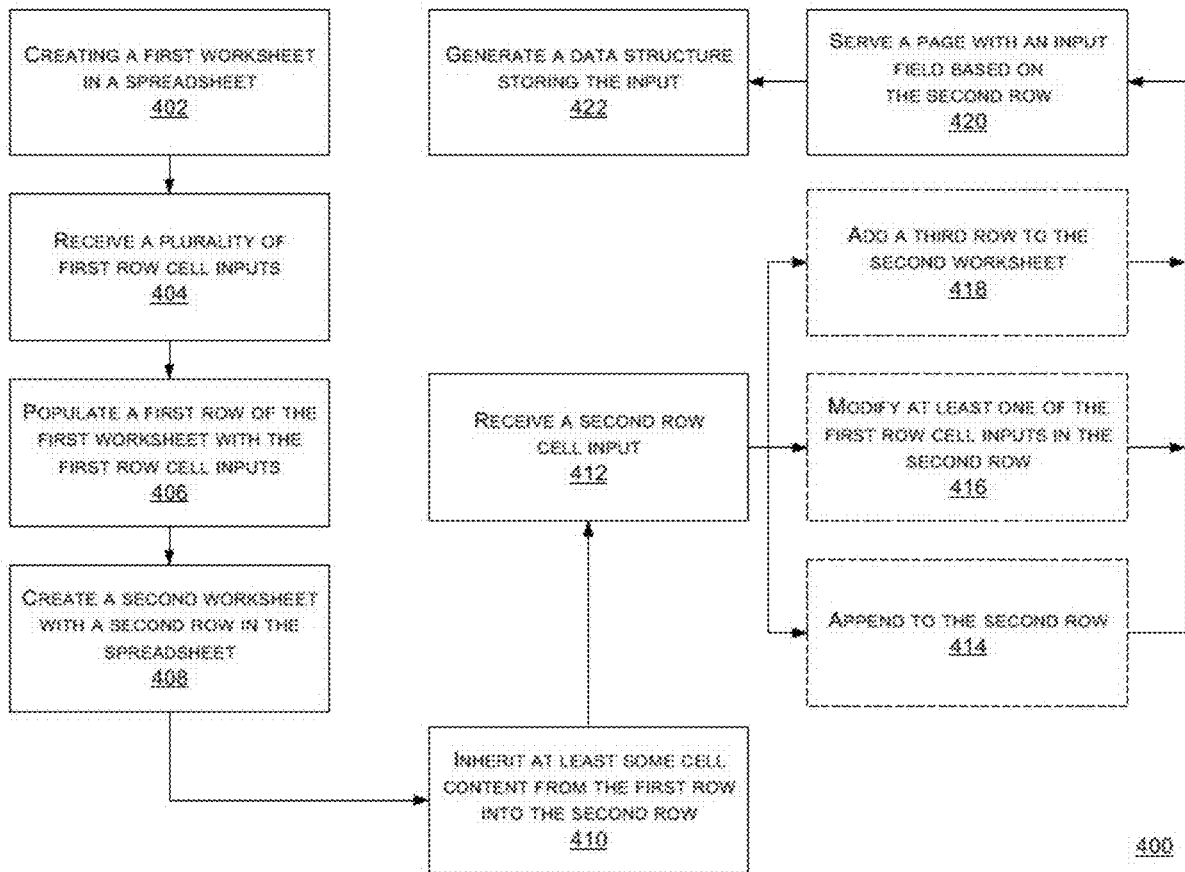 CREATING A FIRST WORKSHEET
IN A SPREADSHEET
402
RECEIVE A PLURALITY OF
FIRST ROW CELL INPUTS
404
POPULATE A FIRST ROW OF THE
FIRST WORKSHEET WITH THE
FIRST ROW CELL INPUTS
406
CREATE A SECOND WORKSHEET
WITH A SECOND ROW IN THE
SPREADSHEET
408
INHERIT AT LEAST SOME CELL
CONTENT FROM THE FIRST ROW
INTO THE SECOND ROW
410
RECEIVE A SECOND ROW
CELL INPUT
412
APPEND TO THE SECOND ROW
414
MODIFY AT LEAST ONE OF THE
FIRST ROW CELL INPUTS IN THE
SECOND ROW
416
ADD A THIRD ROW TO THE
SECOND WORKSHEET
418
SERVE A PAGE WITH AN INPUT
FIELD BASED ON
THE SECOND ROW
420
GENERATE A DATA STRUCTURE
STORING THE INPUT
422
400